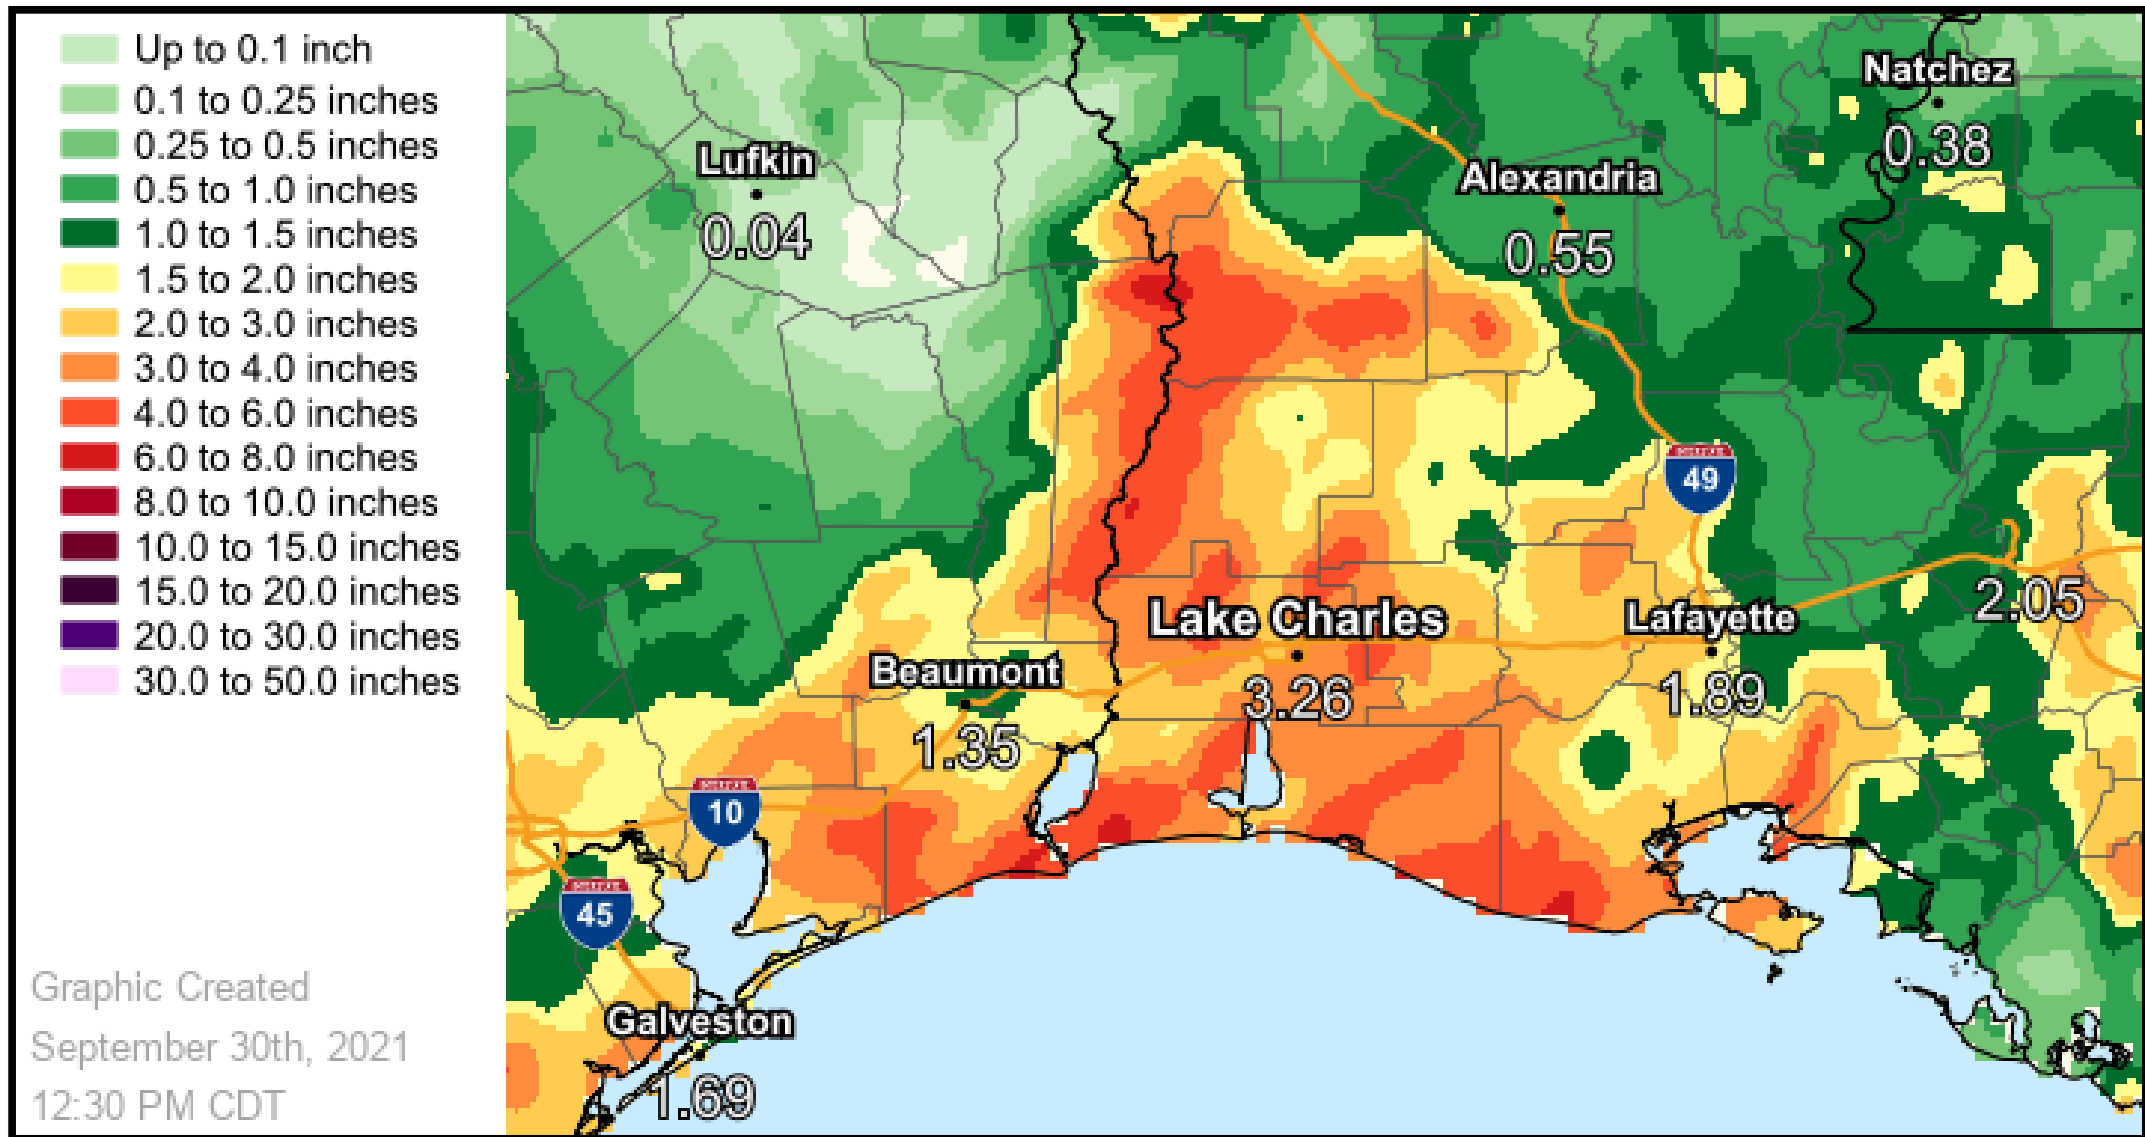 Up to 0.1 inch
0.1 to 0.25 inches
0.25 to 0.5 inches
0.5 to 1.0 inches
1.0 to 1.5 inches
1.5 to 2.0 inches
2.0 to 3.0 inches
3.0 to 4.0 inches
4.0 to 6.0 inches
6.0 to 8.0 inches
8.0 to 10.0 inches
10.0 to 15.0 inches
15.0 to 20.0 inches
20.0 to 30.0 inches
30.0 to 50.0 inches
Graphic Created
September 30th, 2021
12:30 PM CDT
Natchez
0.38
Lufkin
0.04
Alexandria
0.55
49
2.05
Lake Charles
3.26
Lafayette
1.89
Beaumont
1.35
10
45
Galveston
1.69